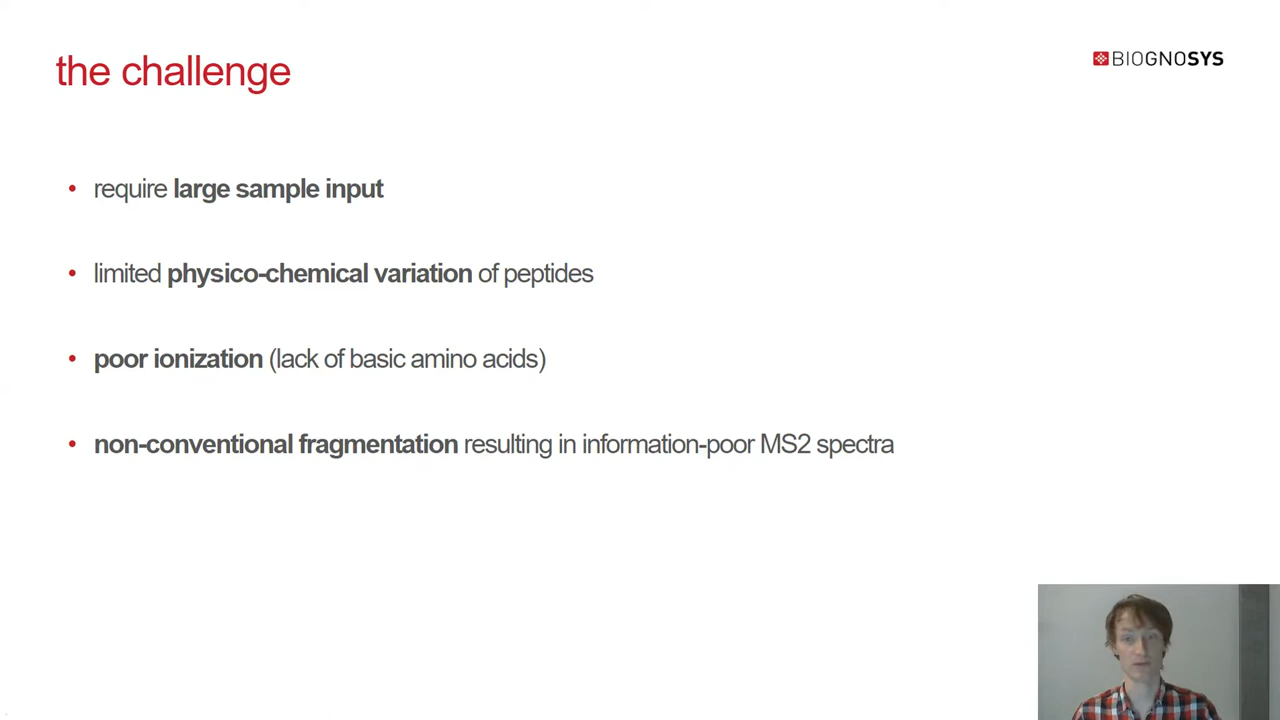 the challenge
BIOGNOSYS
• require large sample input
• limited physico-chemical variation of peptides
• poor ionization (lack of basic amino acids)
• non-conventional fragmentation resulting in information-poor MS2 spectra